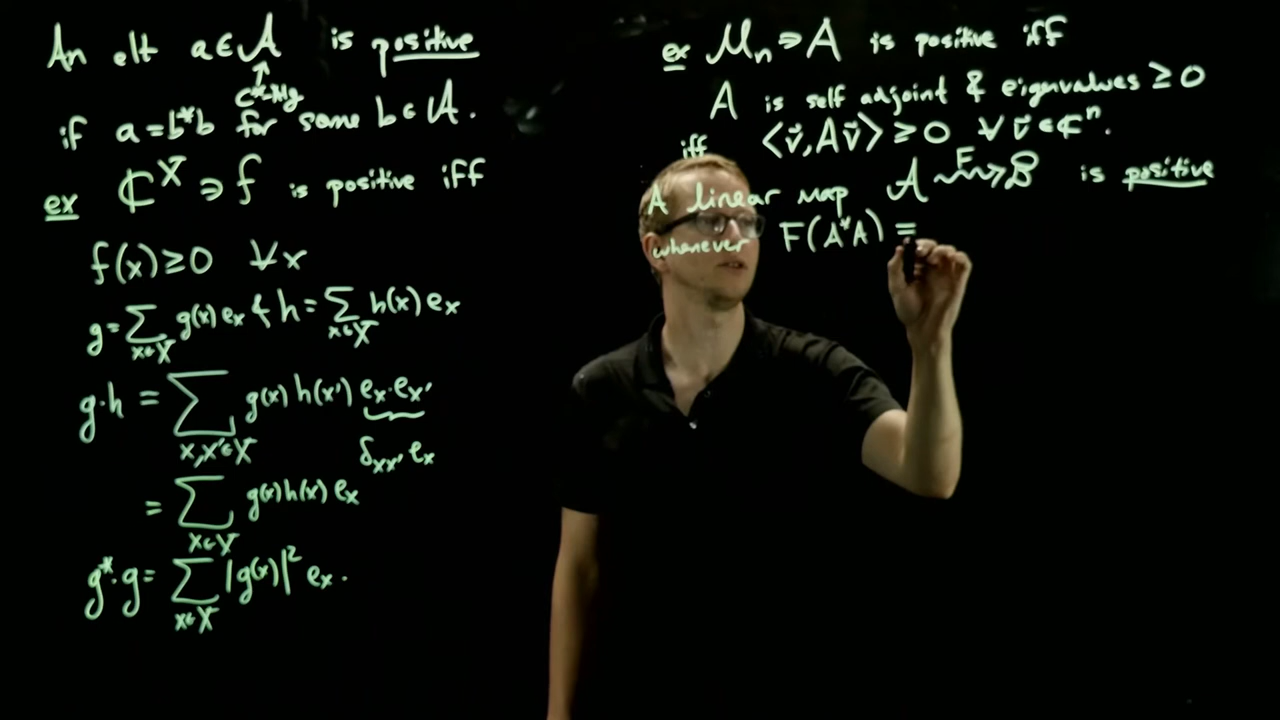 An elt a ∈ 𝒜 is positive
↑
C*-Alg
if a = b*b for some b ∈ 𝒜.
ex ℂ^X ∋ f is positive iff
f(x) ≥ 0 ∀x
g = ∑_{x∈X} g(x) e_x & h = ∑_{x∈X} h(x) e_x
g·h = ∑_{x,x'∈X} g(x) h(x') e_x·e_x'
δ_{xx'} e_x
= ∑_{x∈X} g(x) h(x) e_x
g*·g = ∑_{x∈X} |g(x)|² e_x.
ex ℳ_n ∋ A is positive iff
A is self adjoint & eigenvalues ≥ 0
iff ⟨v⃗, Av⃗⟩ ≥ 0 ∀ v⃗ ∈ ℂⁿ.
A linear map 𝒜 ⇝^F ℬ is positive
whenever F(A*A) =